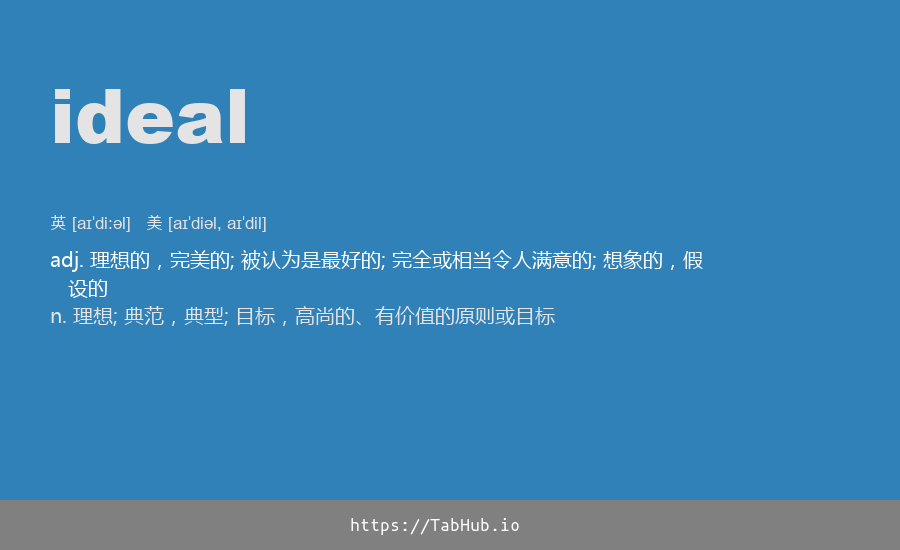 ideal
英 [aɪˈdiːəl]   美 [aɪˈdiəl, aɪˈdil]
adj. 理想的，完美的; 被认为是最好的; 完全或相当令人满意的; 想象的，假
设的
n. 理想; 典范，典型; 目标，高尚的、有价值的原则或目标
https://TabHub.io